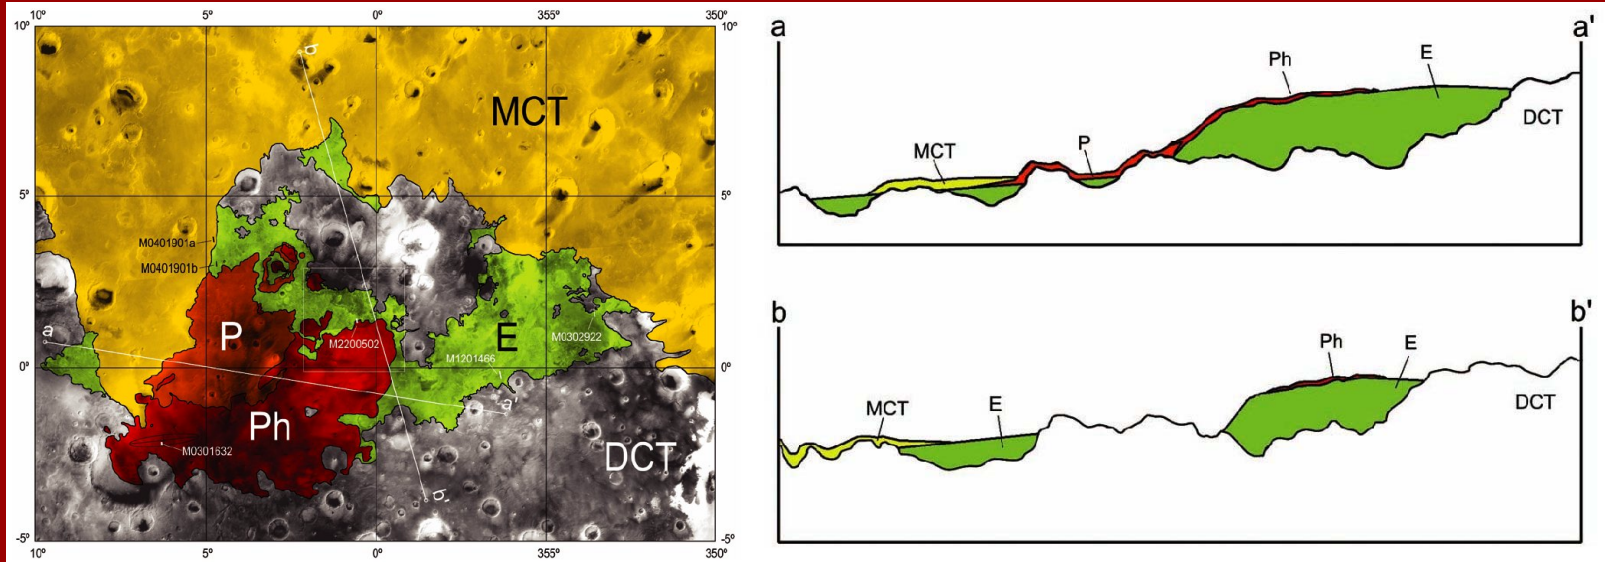 10° 5° 0° 355° 350°
10°
10°
b
MCT
5°
5°
M0401901a
M0401901b
a
P
M2200502
M1201466
E
M0302922
0°
0°
a'
Ph
M0301632
DCT
b'
-5°
-5°
10° 5° 0° 355° 350°
a a'
Ph E
DCT
MCT P
b b'
Ph E
DCT
MCT E